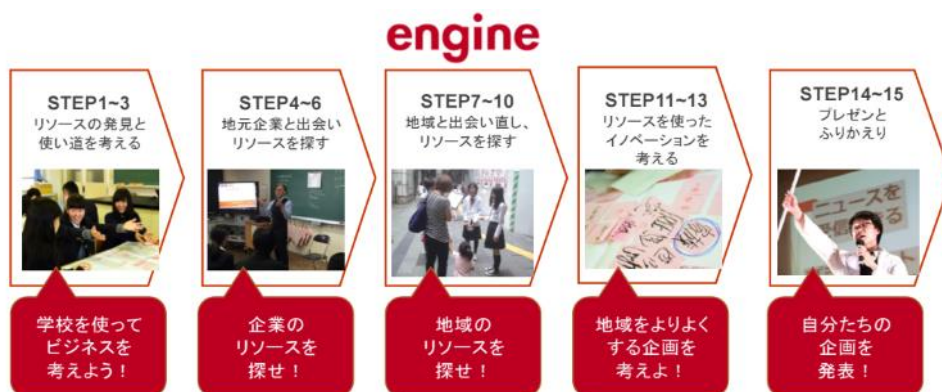 engine
STEP1~3
リソースの発見と
使い道を考える
STEP4~6
地元企業と出会い
リソースを探す
STEP7~10
地域と出会い直し、
リソースを探す
STEP11~13
リソースを使った
イノベーションを
考える
STEP14~15
プレゼンと
ふりかえり
ニュースを
学校を使って
ビジネスを
考えよう！
企業の
リソースを
探せ！
地域の
リソースを
探せ！
地域をよりよく
する企画を
考えよ！
自分たちの
企画を
発表！